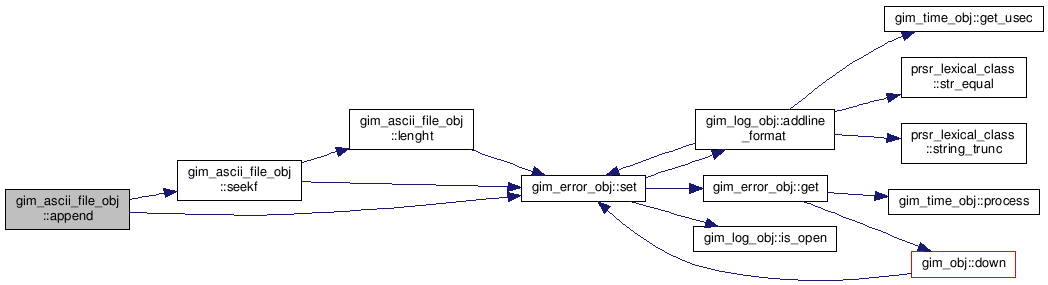 gim_ascii_file_obj
::append
gim_ascii_file_obj
::seekf
gim_ascii_file_obj
::lenght
gim_error_obj::set
gim_log_obj::addline
_format
gim_error_obj::get
gim_log_obj::is_open
gim_time_obj::get_usec
prsr_lexical_class
::str_equal
prsr_lexical_class
::string_trunc
gim_time_obj::process
gim_obj::down